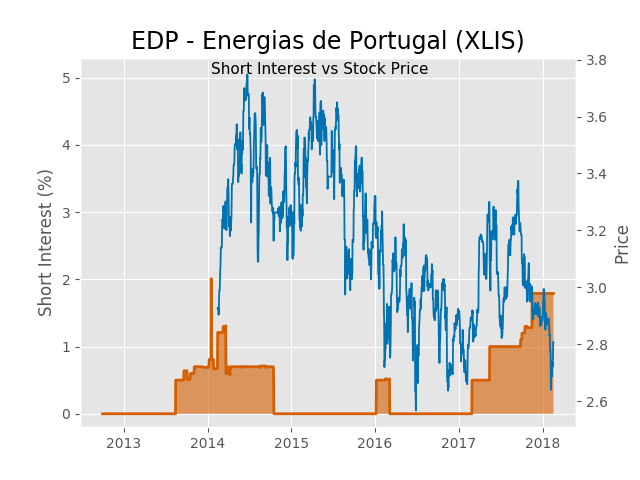 EDP - Energias de Portugal (XLIS)
Short Interest vs Stock Price
Short Interest (%)
5
4
3
2
1
0
3.8
3.6
3.4
3.2
3.0
2.8
2.6
Price
2013 2014 2015 2016 2017 2018